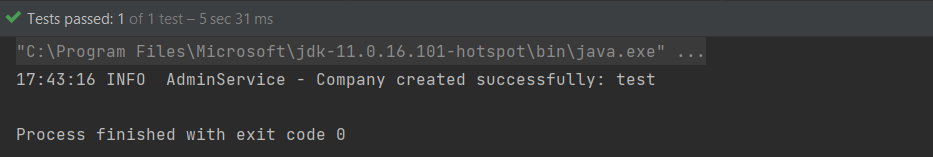 Tests passed: 1 of 1 test – 5 sec 31 ms
"C:\Program Files\Microsoft\jdk-11.0.16.101-hotspot\bin\java.exe" ...
17:43:16 INFO  AdminService - Company created successfully: test
Process finished with exit code 0